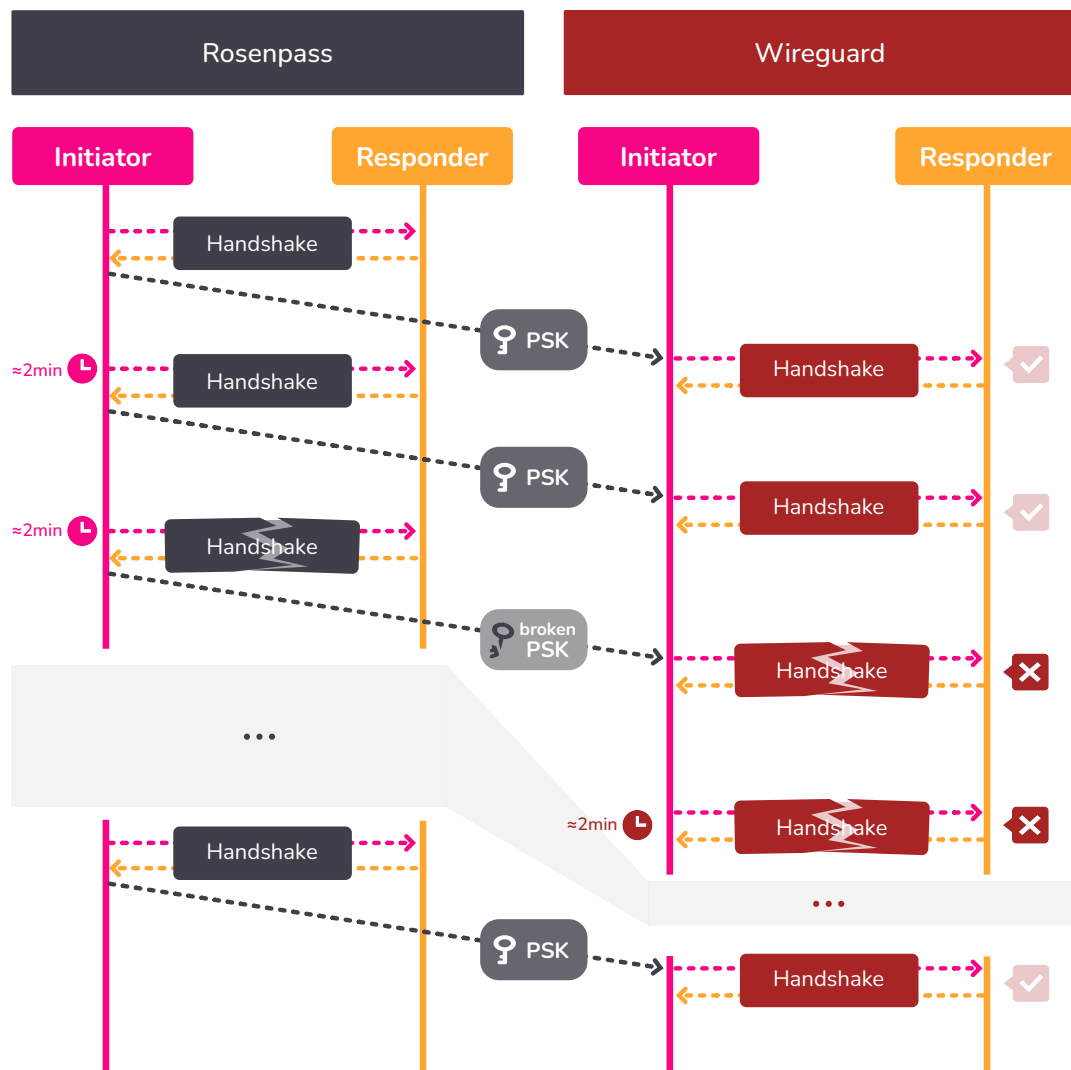 Rosenpass
Wireguard
Initiator
Responder
Initiator
Responder
Handshake
PSK
≈2min
Handshake
Handshake
PSK
Handshake
≈2min
Handshake
broken
PSK
Handshake
...
≈2min
Handshake
Handshake
...
PSK
Handshake